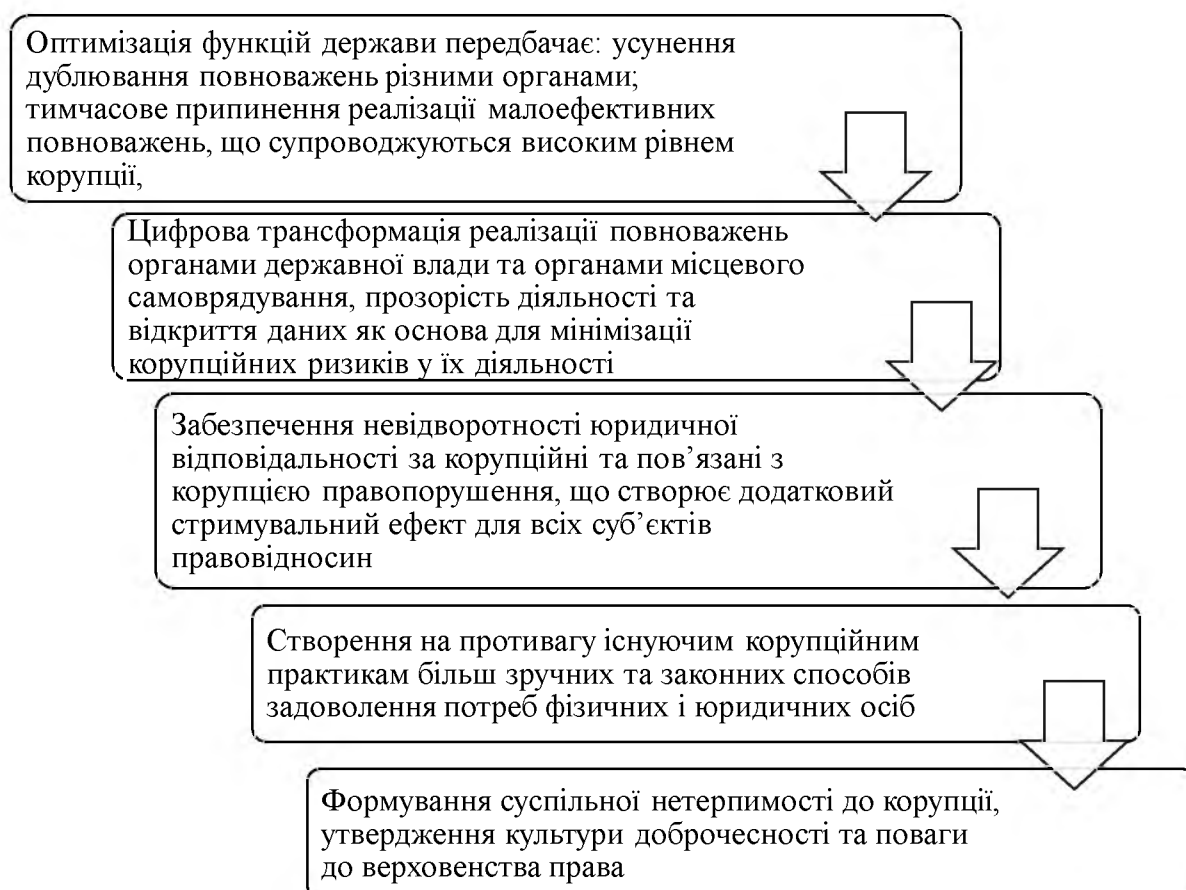 Оптимізація функцій держави передбачає: усунення
дублювання повноважень різними органами;
тимчасове припинення реалізації малоефективних
повноважень, що супроводжуються високим рівнем
корупції,
Цифрова трансформація реалізації повноважень
органами державної влади та органами місцевого
самоврядування, прозорість діяльності та
відкриття даних як основа для мінімізації
корупційних ризиків у їх діяльності
Забезпечення невідворотності юридичної
відповідальності за корупційні та пов’язані з
корупцією правопорушення, що створює додатковий
стримувальний ефект для всіх суб’єктів
правовідносин
Створення на противагу існуючим корупційним
практикам більш зручних та законних способів
задоволення потреб фізичних і юридичних осіб
Формування суспільної нетерпимості до корупції,
утвердження культури доброчесності та поваги
до верховенства права